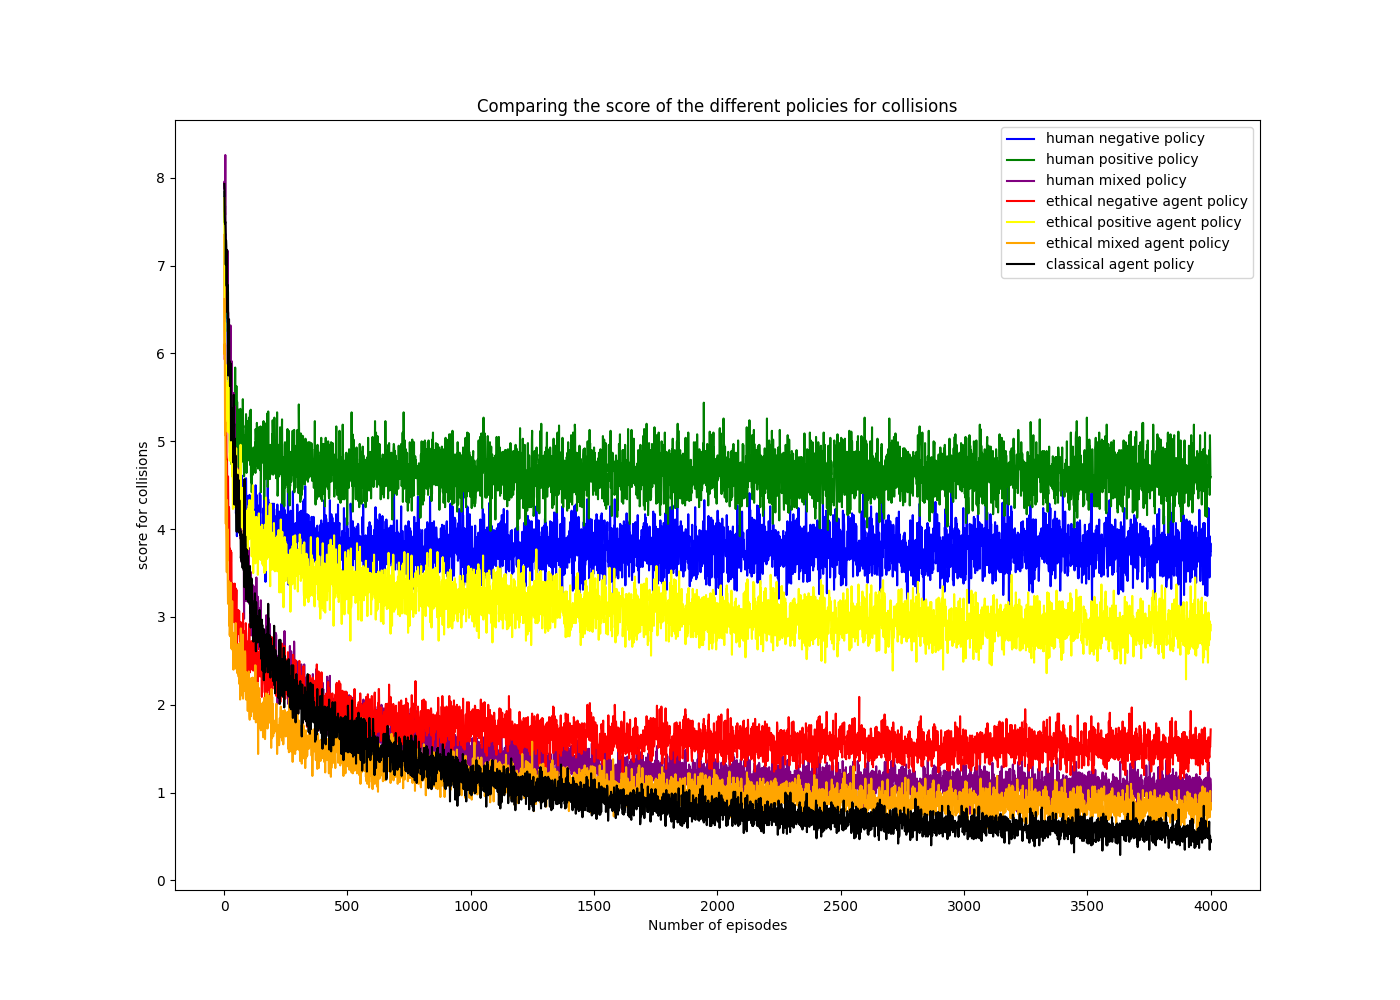 Comparing the score of the different policies for collisions
human negative policy
human positive policy
human mixed policy
ethical negative agent policy
ethical positive agent policy
ethical mixed agent policy
classical agent policy
score for collisions
8
7
6
5
4
3
2
1
0
0 500 1000 1500 2000 2500 3000 3500 4000
Number of episodes